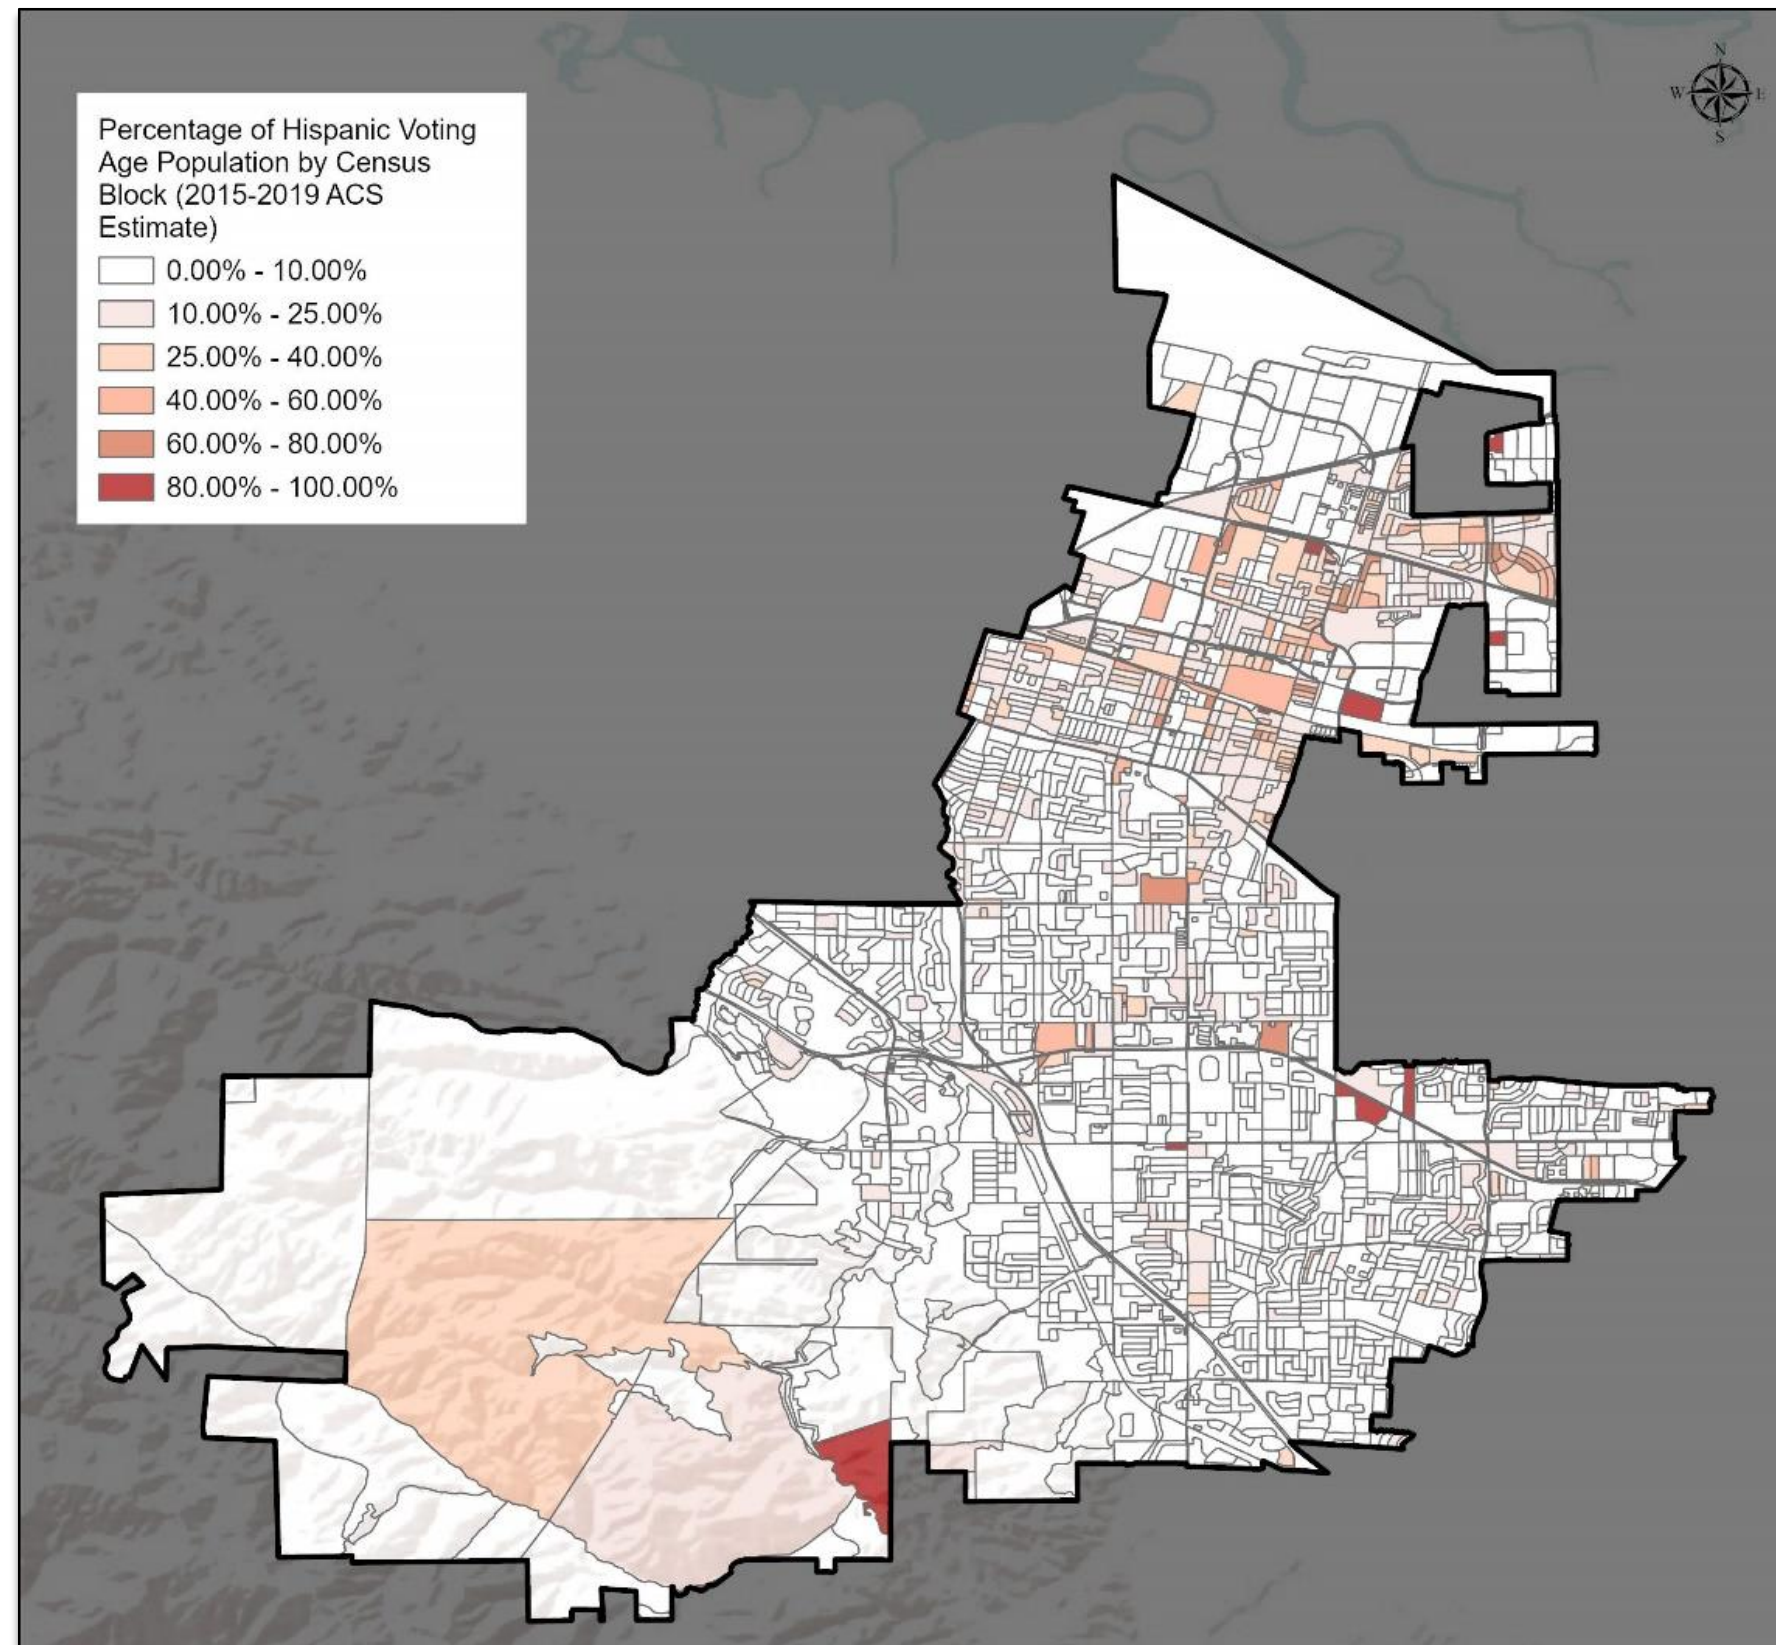 Percentage of Hispanic Voting
Age Population by Census
Block (2015-2019 ACS
Estimate)
0.00% - 10.00%
10.00% - 25.00%
25.00% - 40.00%
40.00% - 60.00%
60.00% - 80.00%
80.00% - 100.00%
N
W E
S